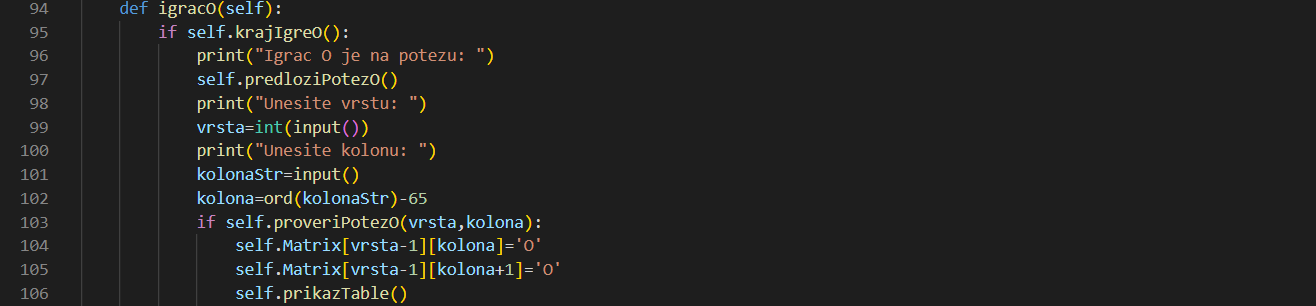 94 def igracO(self):
95 if self.krajIgreO():
96 print("Igrac O je na potezu: ")
97 self.predloziPotezO()
98 print("Unesite vrstu: ")
99 vrsta=int(input())
100 print("Unesite kolonu: ")
101 kolonaStr=input()
102 kolona=ord(kolonaStr)-65
103 if self.proveriPotezO(vrsta,kolona):
104 self.Matrix[vrsta-1][kolona]='O'
105 self.Matrix[vrsta-1][kolona+1]='O'
106 self.prikazTable()